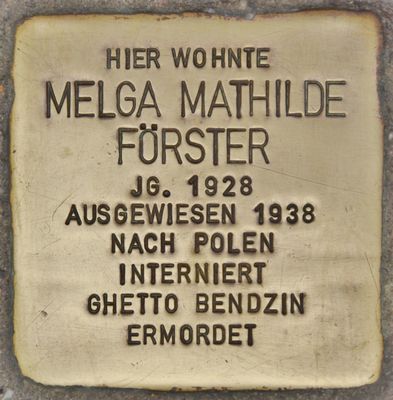 HIER WOHNTE
MELGA MATHILDE
FÖRSTER
JG. 1928
AUSGEWIESEN 1938
NACH POLEN
INTERNIERT
GHETTO BENDZIN
ERMORDET